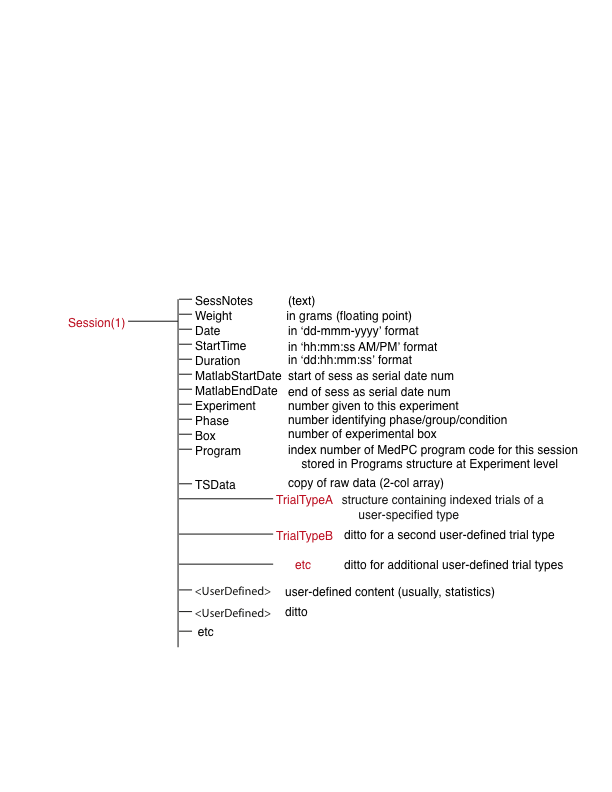 SessNotes (text)
Session(1)
Weight in grams (floating point)
Date in ‘dd-mmm-yyyy’ format
StartTime in ‘hh:mm:ss AM/PM’ format
Duration in ‘dd:hh:mm:ss’ format
MatlabStartDate start of sess as serial date num
MatlabEndDate end of sess as serial date num
Experiment number given to this experiment
Phase number identifying phase/group/condition
Box number of experimental box
Program index number of MedPC program code for this session
stored in Programs structure at Experiment level
TSData copy of raw data (2-col array)
TrialTypeA structure containing indexed trials of a
user-specified type
TrialTypeB ditto for a second user-defined trial type
etc ditto for additional user-defined trial types
<UserDefined> user-defined content (usually, statistics)
<UserDefined> ditto
etc